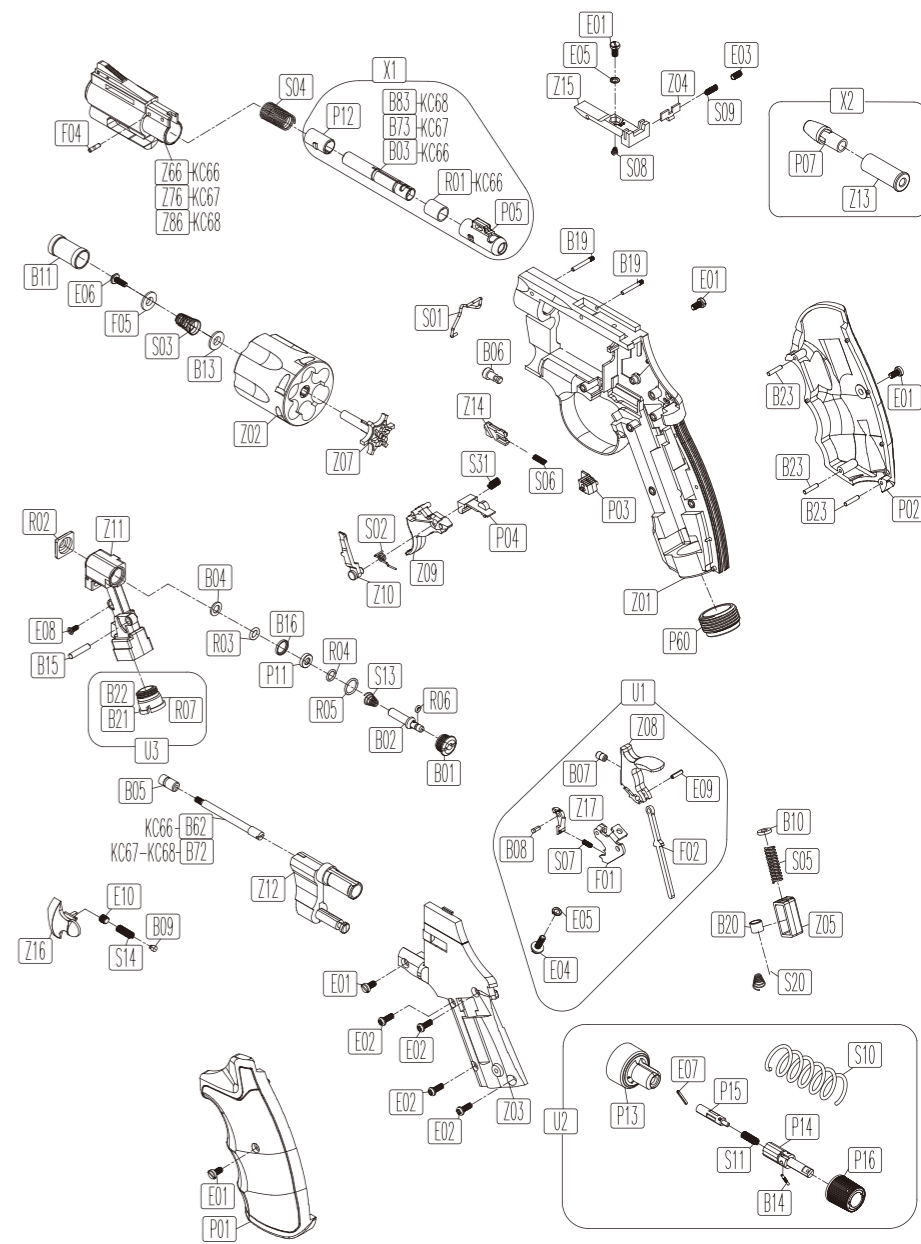 E01
E05
Z15
Z04
E03
S09
S08
X1
S04
P12
B83-KC68
B73-KC67
B03-KC66
R01-KC66
P05
F04
Z66-KC66
Z76-KC67
Z86-KC68
X2
P07
Z13
B11
E06
F05
S03
B13
Z02
Z07
B19
B19
E01
S01
B06
Z14
S06
S31
P03
P04
S02
Z09
Z10
Z01
P60
B23
E01
B23
B23
P02
R02
Z11
B04
E08
R03
B16
B15
P11
R04
R05
S13
R06
B02
B01
B22
B21
R07
U3
U1
Z08
B07
E09
Z17
B08
S07
F01
F02
E05
E04
B10
S05
B20
Z05
S20
B05
KC66-B62
KC67-KC68-B72
Z12
E10
Z16
S14
B09
E01
E02
E02
E02
E02
Z03
E01
P01
U2
P13
E07
P15
S10
S11
P14
B14
P16